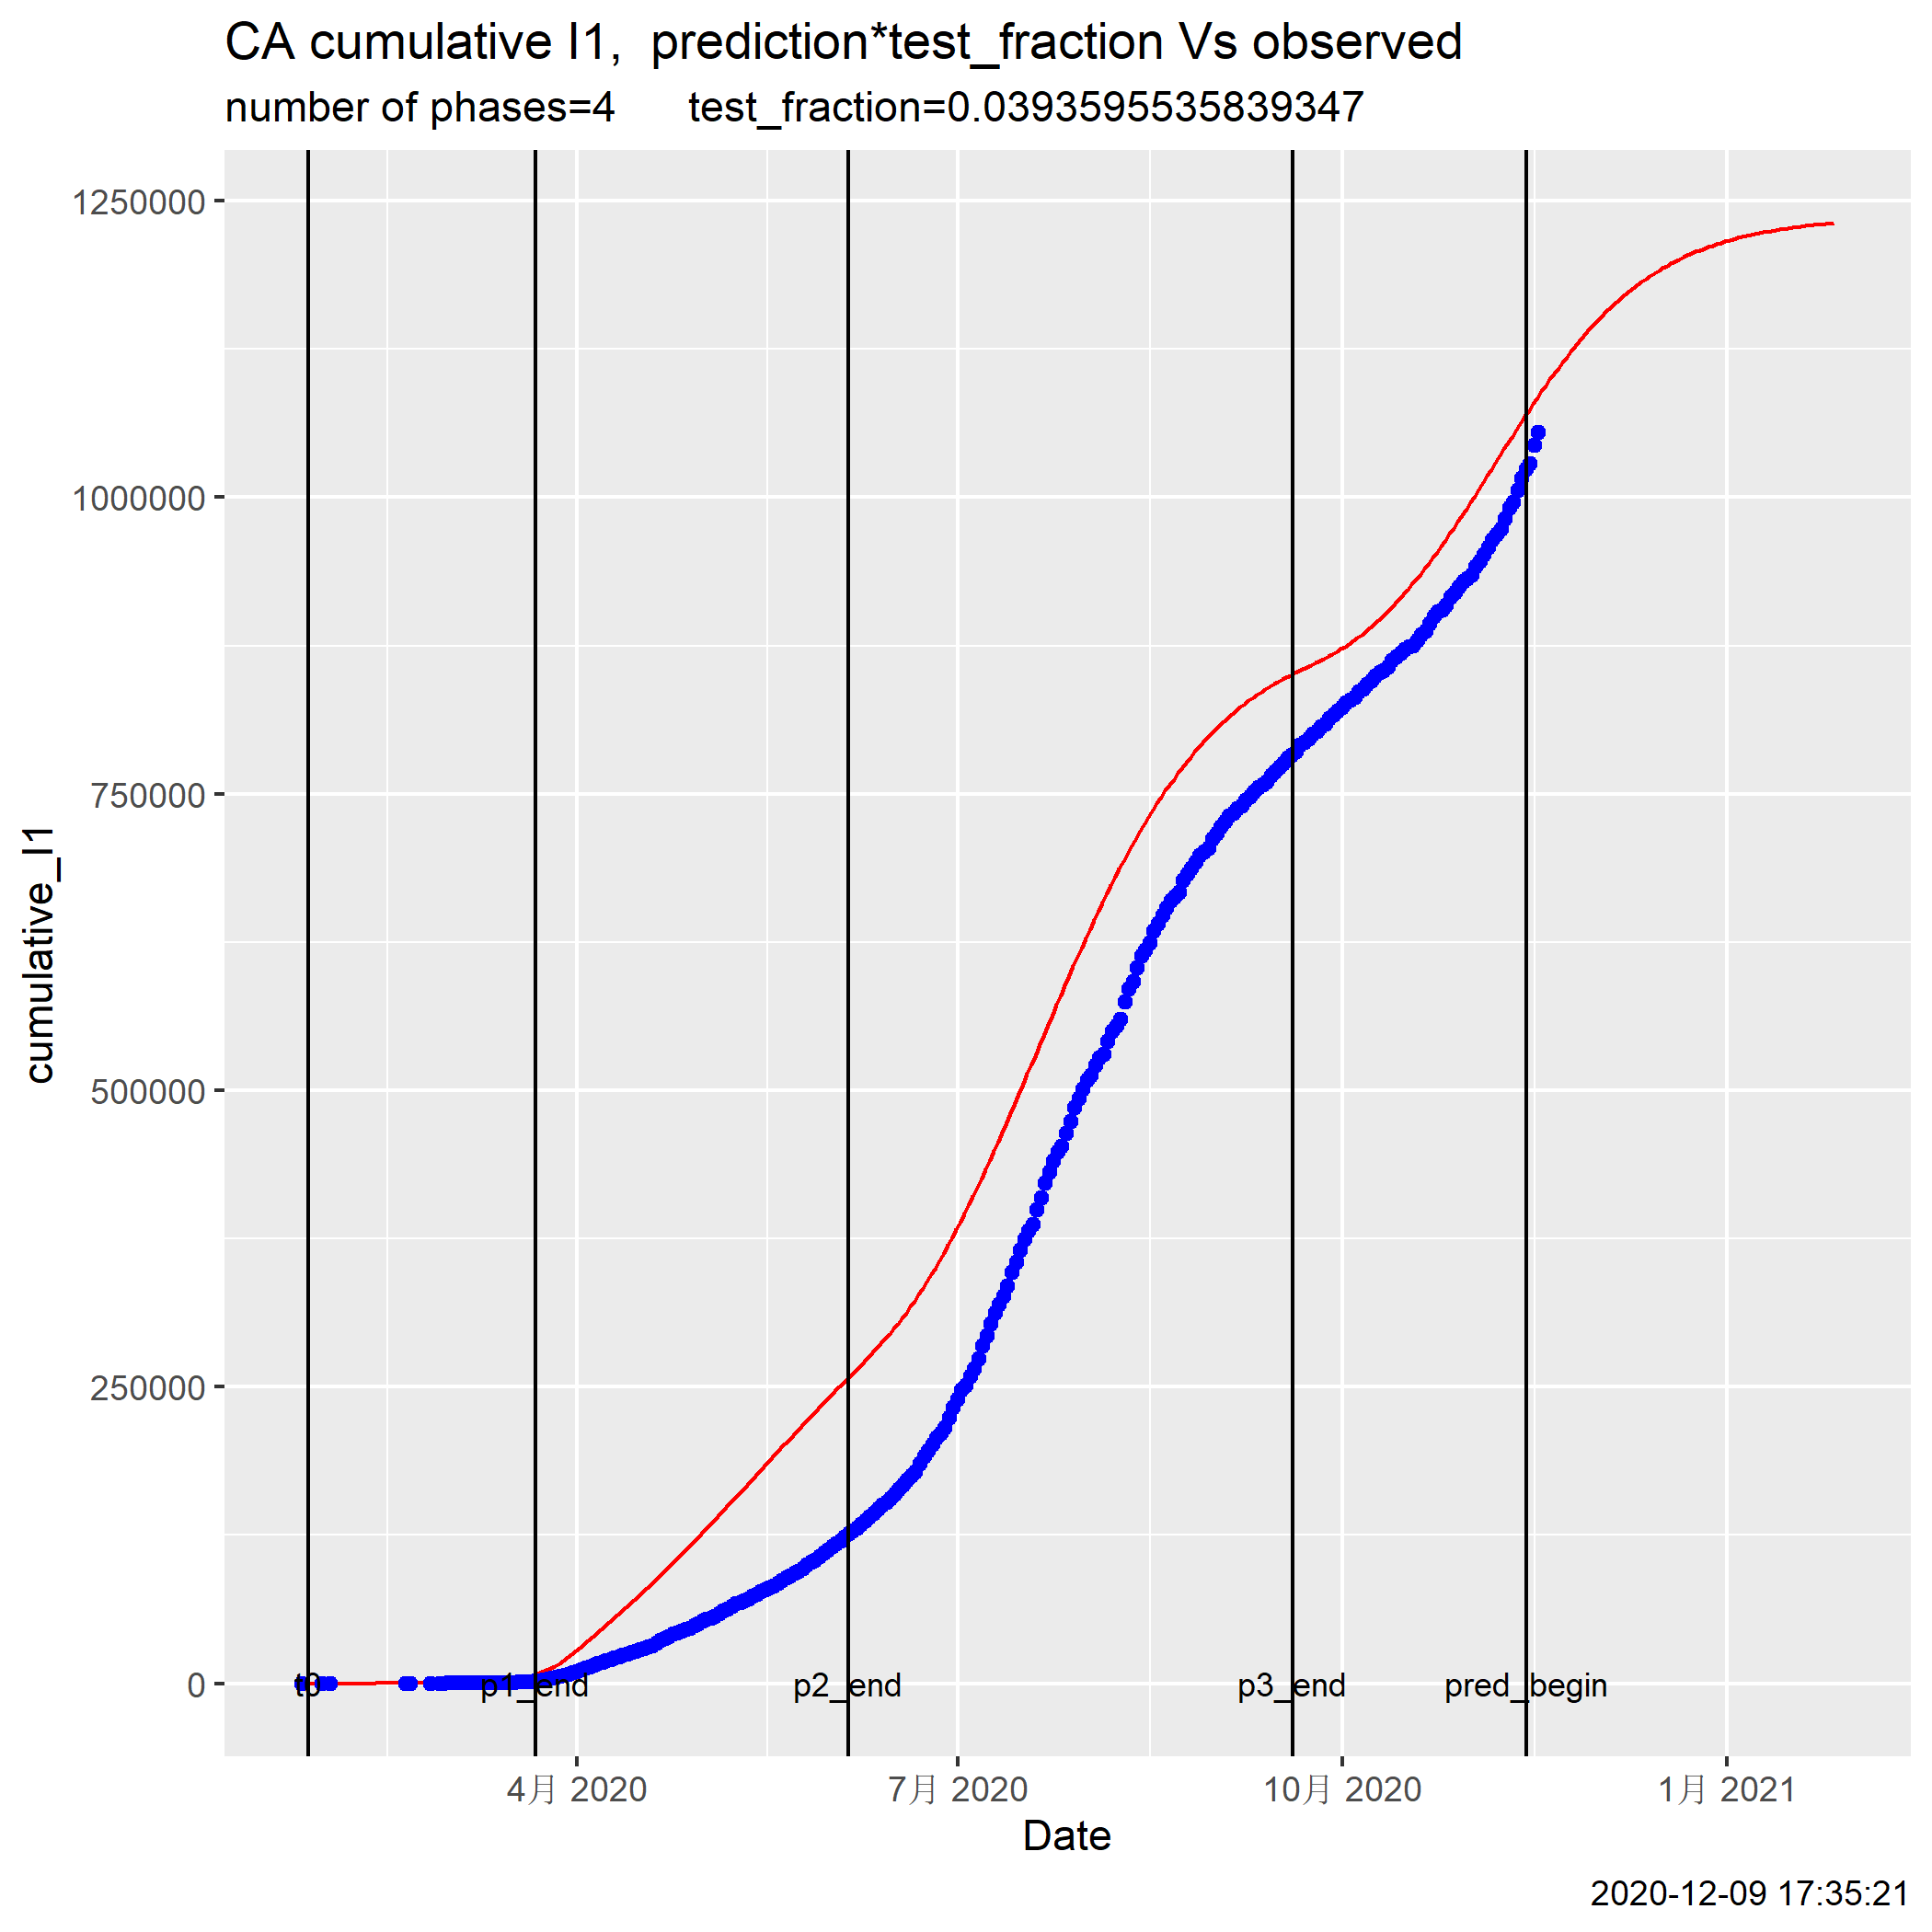 CA cumulative I1,  prediction*test_fraction Vs observed
number of phases=4      test_fraction=0.0393595535839347
1250000
1000000
750000
500000
250000
0
cumulative_I1
t0
p1_end
p2_end
p3_end
pred_begin
4月 2020
7月 2020
10月 2020
1月 2021
Date
2020-12-09 17:35:21